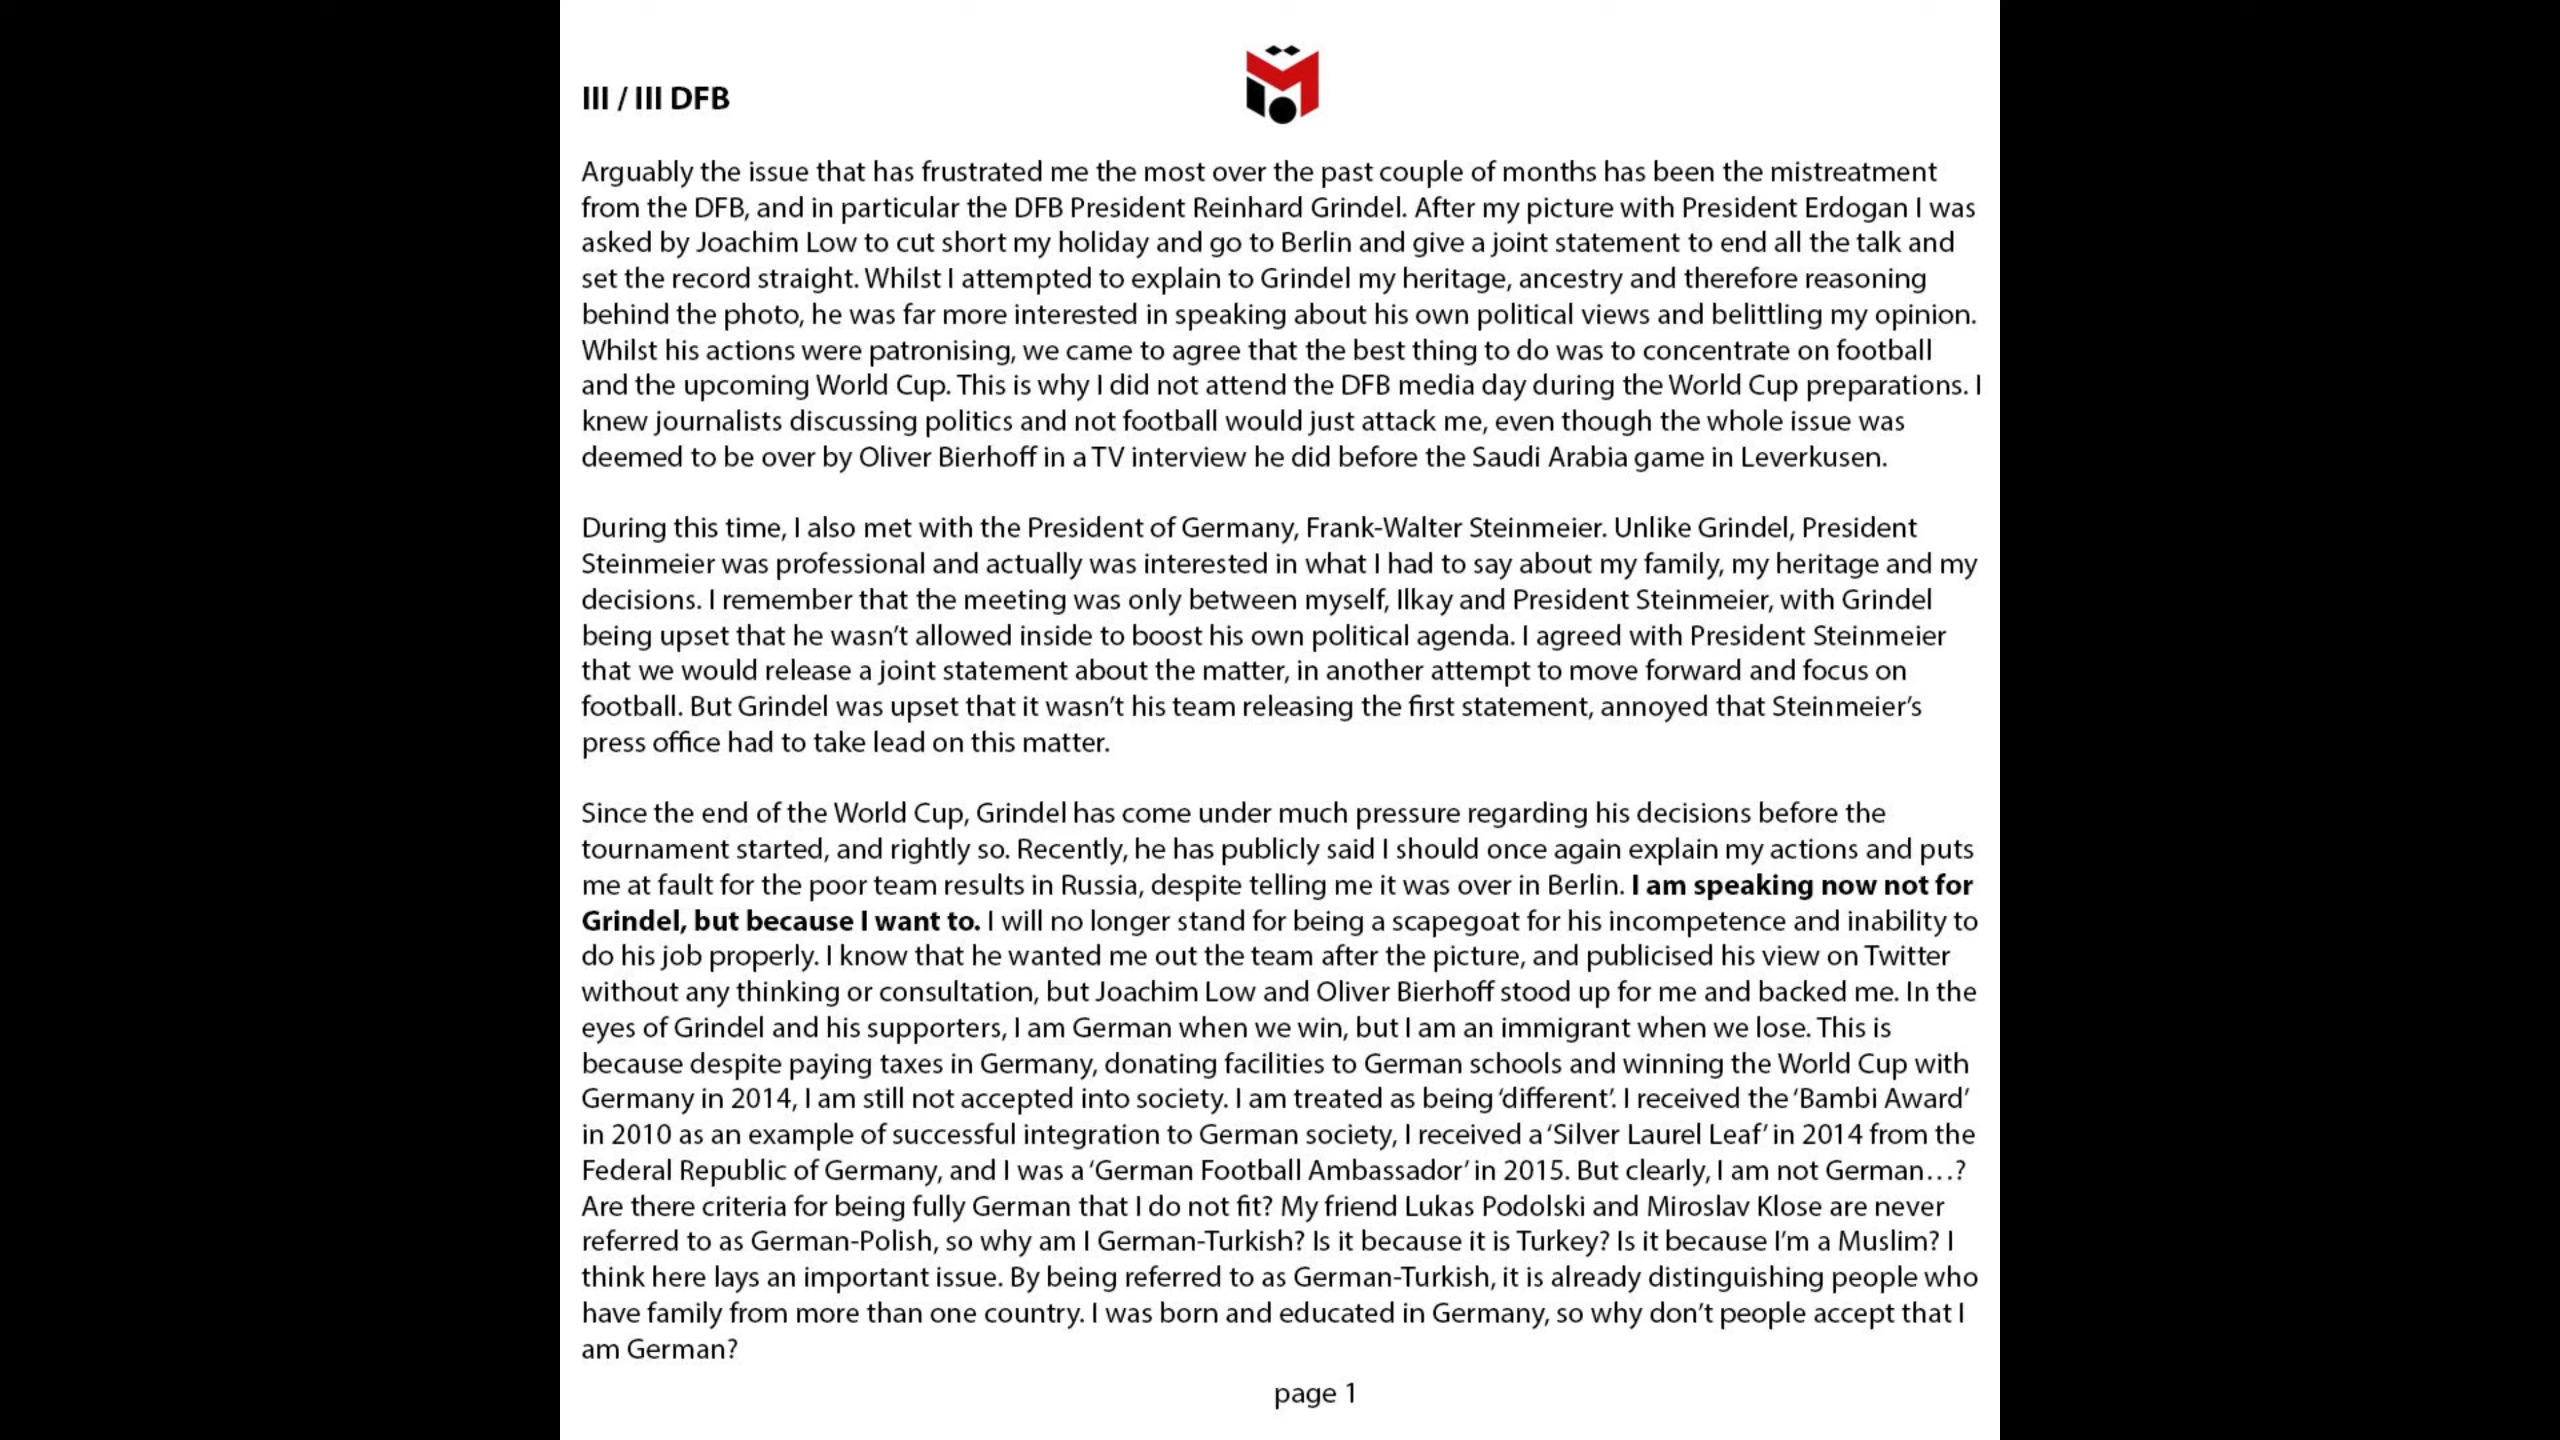 III / III DFB
Arguably the issue that has frustrated me the most over the past couple of months has been the mistreatment
from the DFB, and in particular the DFB President Reinhard Grindel. After my picture with President Erdogan I was
asked by Joachim Low to cut short my holiday and go to Berlin and give a joint statement to end all the talk and
set the record straight. Whilst I attempted to explain to Grindel my heritage, ancestry and therefore reasoning
behind the photo, he was far more interested in speaking about his own political views and belittling my opinion.
Whilst his actions were patronising, we came to agree that the best thing to do was to concentrate on football
and the upcoming World Cup. This is why I did not attend the DFB media day during the World Cup preparations. I
knew journalists discussing politics and not football would just attack me, even though the whole issue was
deemed to be over by Oliver Bierhoff in a TV interview he did before the Saudi Arabia game in Leverkusen.
During this time, I also met with the President of Germany, Frank-Walter Steinmeier. Unlike Grindel, President
Steinmeier was professional and actually was interested in what I had to say about my family, my heritage and my
decisions. I remember that the meeting was only between myself, Ilkay and President Steinmeier, with Grindel
being upset that he wasn’t allowed inside to boost his own political agenda. I agreed with President Steinmeier
that we would release a joint statement about the matter, in another attempt to move forward and focus on
football. But Grindel was upset that it wasn’t his team releasing the first statement, annoyed that Steinmeier’s
press office had to take lead on this matter.
Since the end of the World Cup, Grindel has come under much pressure regarding his decisions before the
tournament started, and rightly so. Recently, he has publicly said I should once again explain my actions and puts
me at fault for the poor team results in Russia, despite telling me it was over in Berlin. I am speaking now not for
Grindel, but because I want to. I will no longer stand for being a scapegoat for his incompetence and inability to
do his job properly. I know that he wanted me out the team after the picture, and publicised his view on Twitter
without any thinking or consultation, but Joachim Low and Oliver Bierhoff stood up for me and backed me. In the
eyes of Grindel and his supporters, I am German when we win, but I am an immigrant when we lose. This is
because despite paying taxes in Germany, donating facilities to German schools and winning the World Cup with
Germany in 2014, I am still not accepted into society. I am treated as being ‘different’. I received the ‘Bambi Award’
in 2010 as an example of successful integration to German society, I received a ‘Silver Laurel Leaf’ in 2014 from the
Federal Republic of Germany, and I was a ‘German Football Ambassador’ in 2015. But clearly, I am not German…?
Are there criteria for being fully German that I do not fit? My friend Lukas Podolski and Miroslav Klose are never
referred to as German-Polish, so why am I German-Turkish? Is it because it is Turkey? Is it because I’m a Muslim? I
think here lays an important issue. By being referred to as German-Turkish, it is already distinguishing people who
have family from more than one country. I was born and educated in Germany, so why don’t people accept that I
am German?
page 1